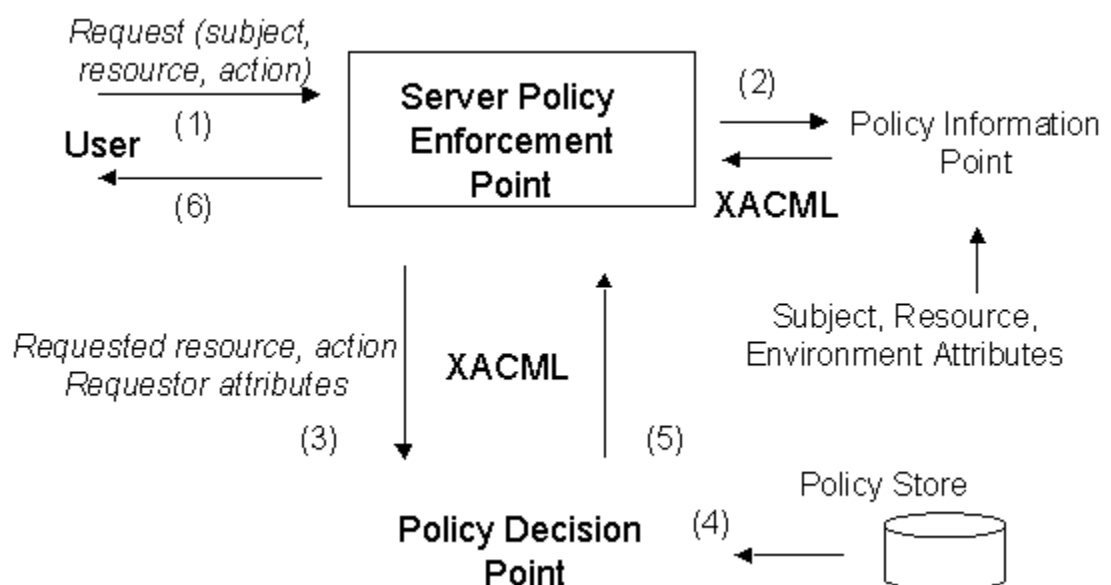 Request (subject,
resource, action)
(1)
User
(6)
Server Policy
Enforcement
Point
(2)
Policy Information
Point
XACML
Subject, Resource,
Environment Attributes
Requested resource, action
Requestor attributes
(3)
XACML
(5)
Policy Decision
Point
(4)
Policy Store